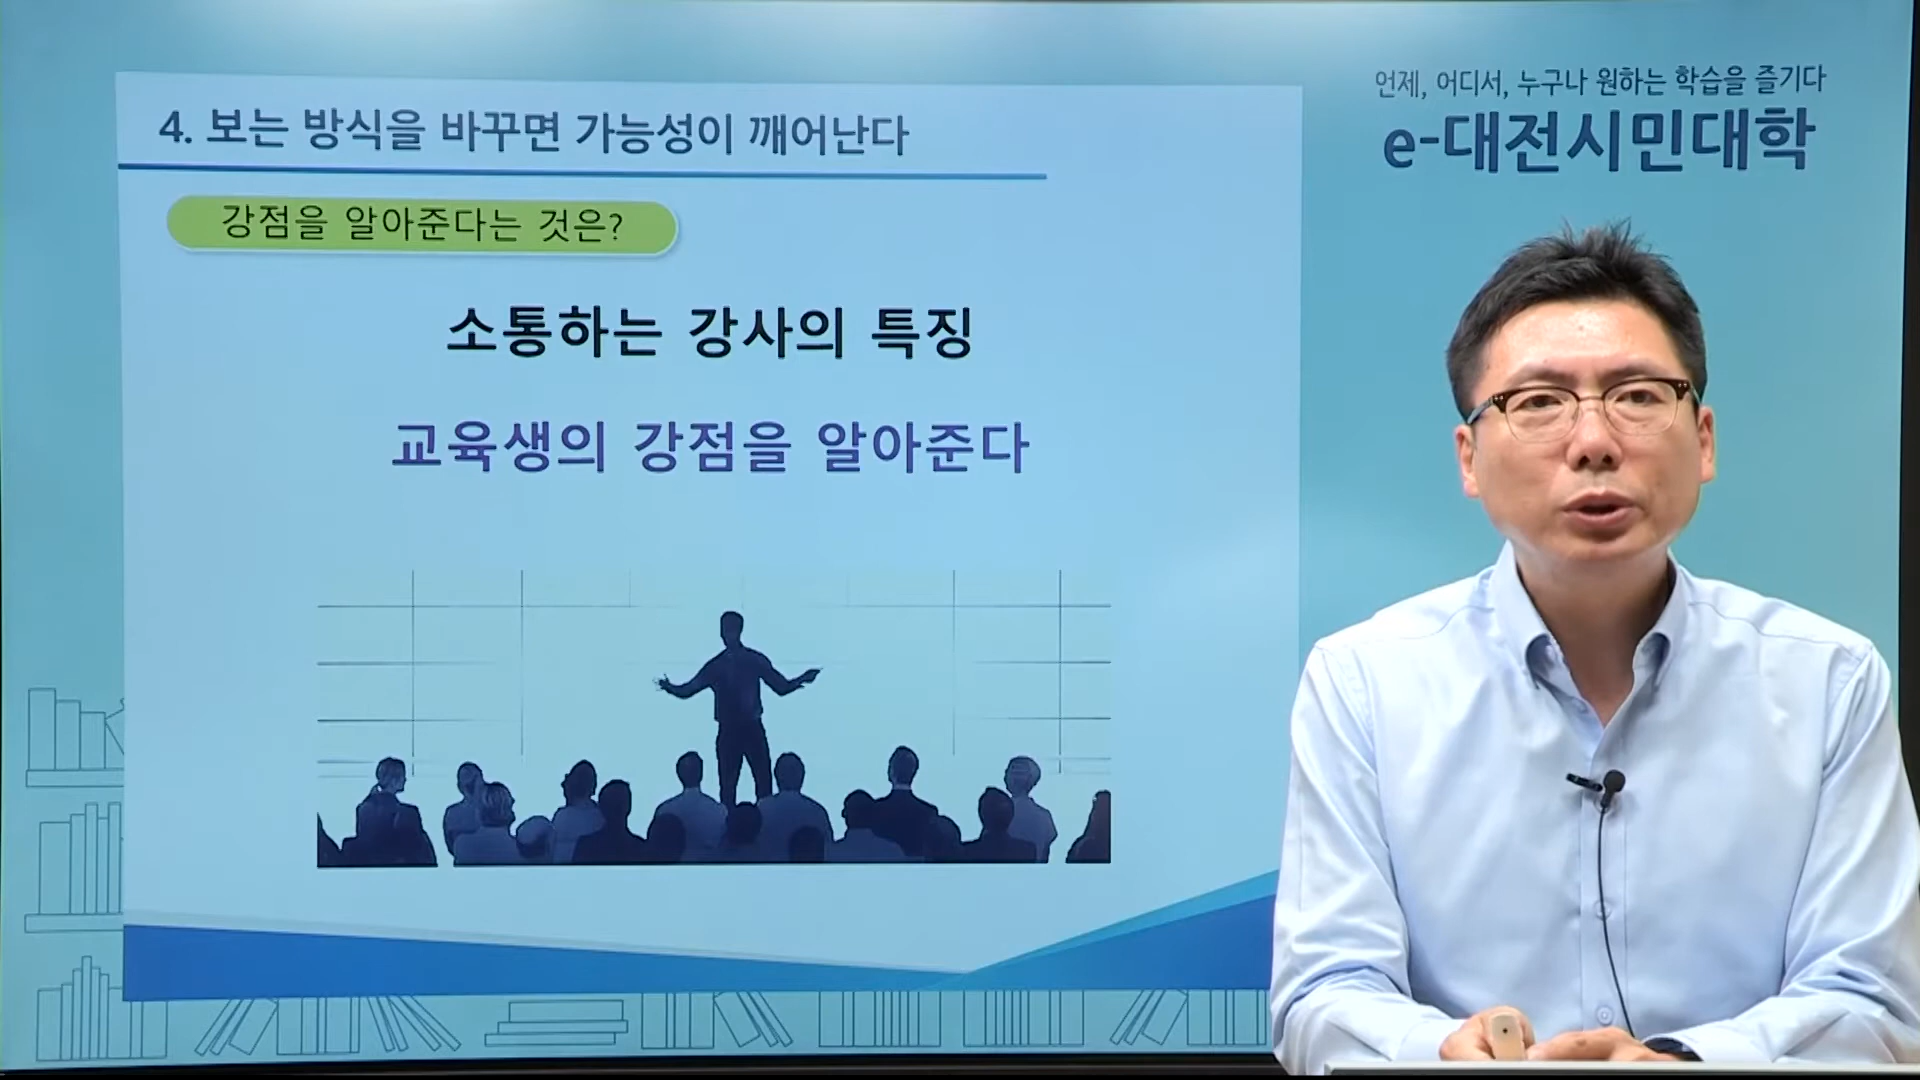 4. 보는 방식을 바꾸면 가능성이 깨어난다
강점을 알아준다는 것은?
소통하는 강사의 특징
교육생의 강점을 알아준다
언제, 어디서, 누구나 원하는 학습을 즐기다
e-대전시민대학